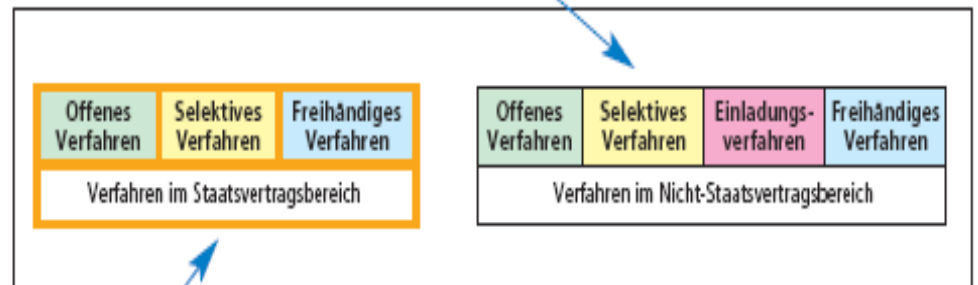 Offenes
Verfahren
Selektives
Verfahren
Freihändiges
Verfahren
Verfahren im Staatsvertragsbereich
Offenes
Verfahren
Selektives
Verfahren
Einladungs-
verfahren
Freihändiges
Verfahren
Verfahren im Nicht-Staatsvertragsbereich